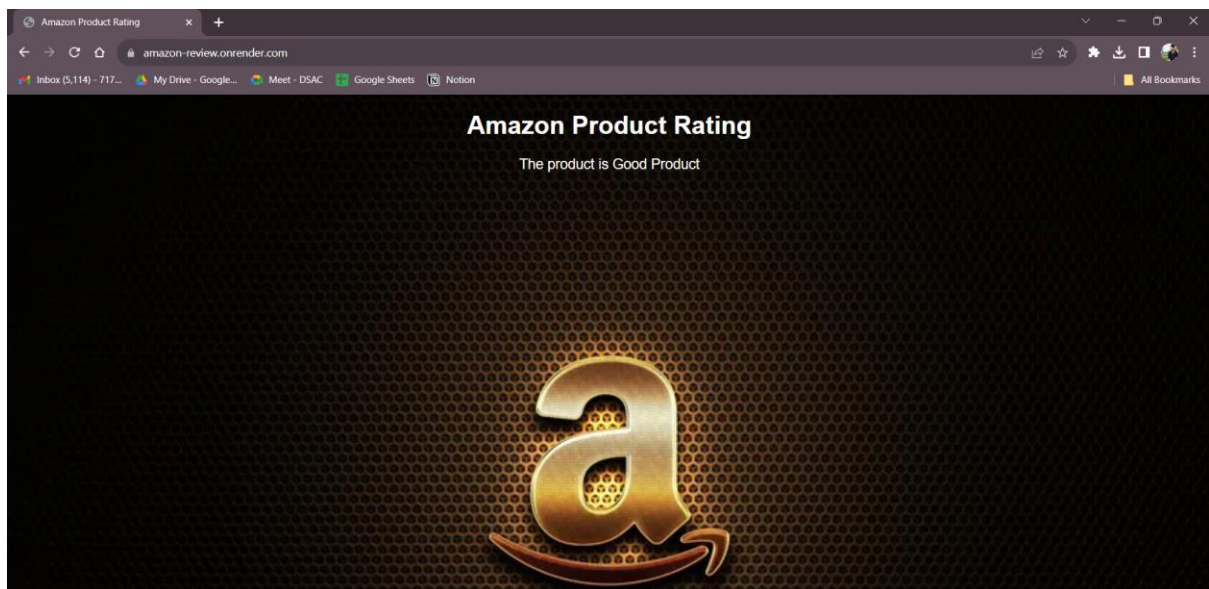 Amazon Product Rating
amazon-review.onrender.com
Inbox (5,114) - 717... My Drive - Google... Meet - DSAC Google Sheets Notion All Bookmarks
Amazon Product Rating
The product is Good Product
a